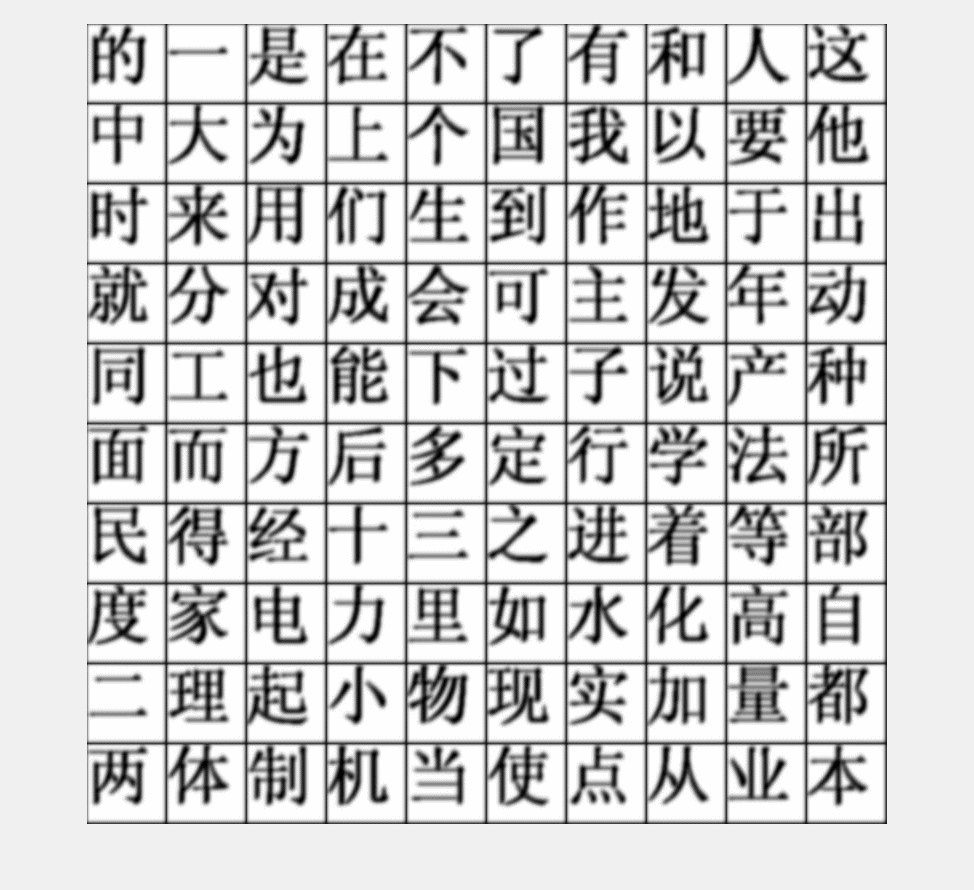 的一是在不了有和人这
中大为上个国我以要他
时来用们生到作地于出
就分对成会可主发年动
同工也能下过子说产种
面而方后多定行学法所
民得经十三之进着等部
度家电力里如水化高自
二理起小物现实加量都
两体制机当使点从业本